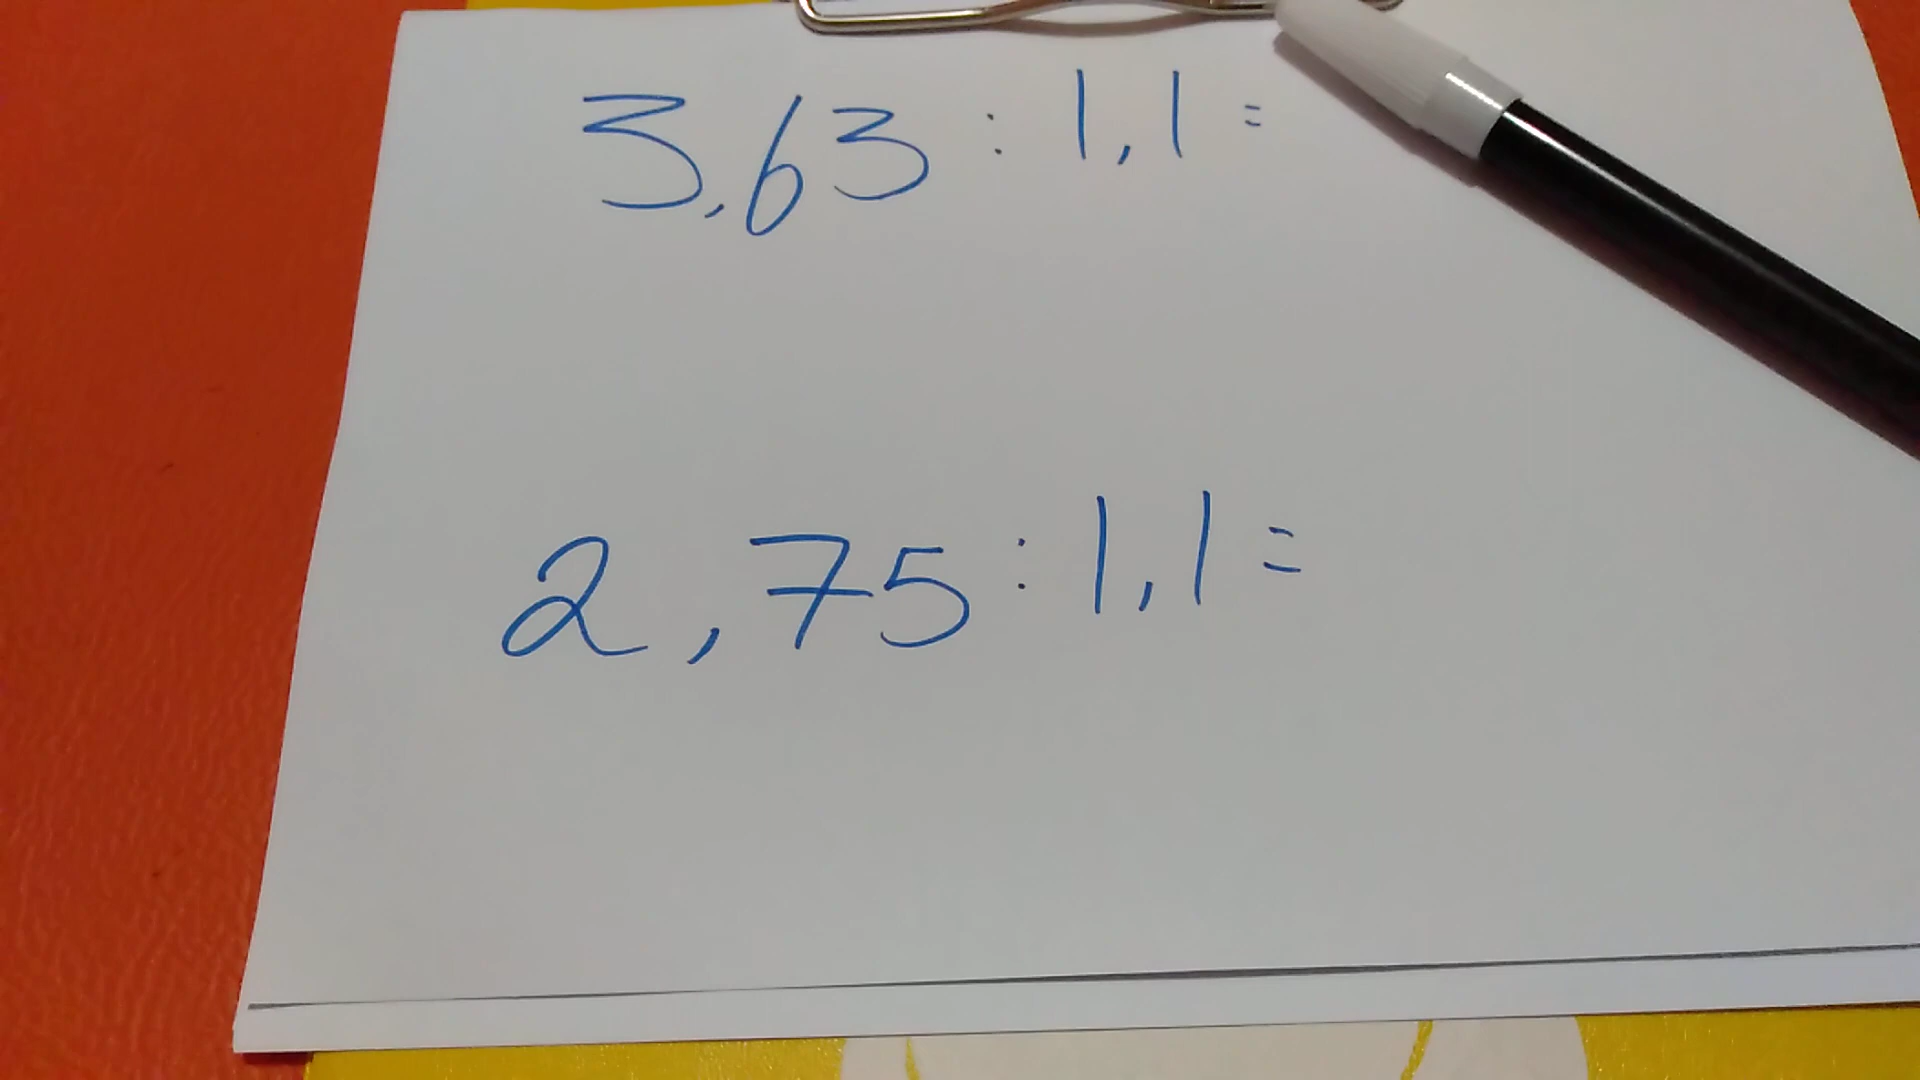 3,63 : 1,1 =
2,75 : 1,1 =